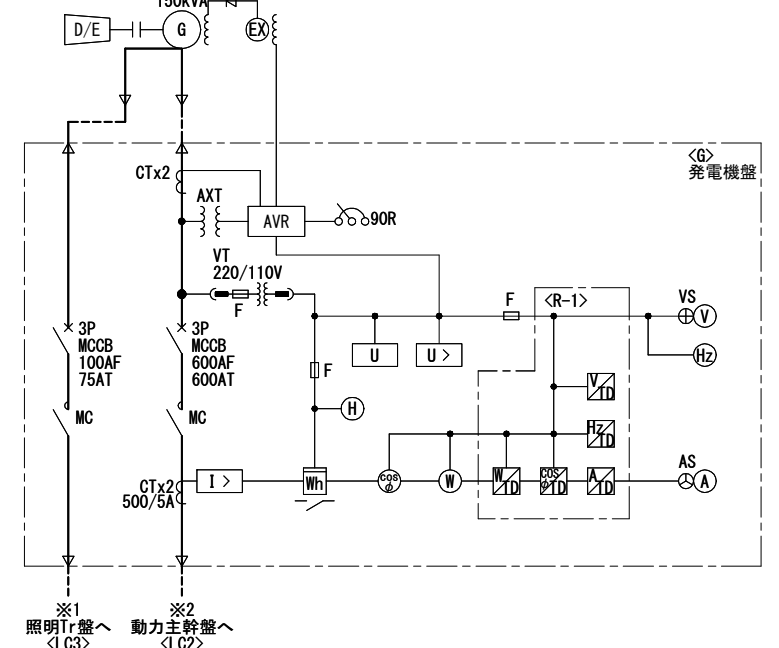 150kVA
D/E
G
EX
<G>
発電機盤
CTx2
AXT
AVR
90R
VT
220/110V
F
F
<R-1>
VS
V
3P
MCCB
100AF
75AT
3P
MCCB
600AF
600AT
U
U >
Hz
F
H
V
TD
MC
MC
Hz
TD
CTx2
500/5A
I >
Wh
cos
φ
W
W
TD
cos
φ
TD
A
TD
AS
A
※1
照明Tr盤へ
<LC3>
※2
動力主幹盤へ
<LC2>